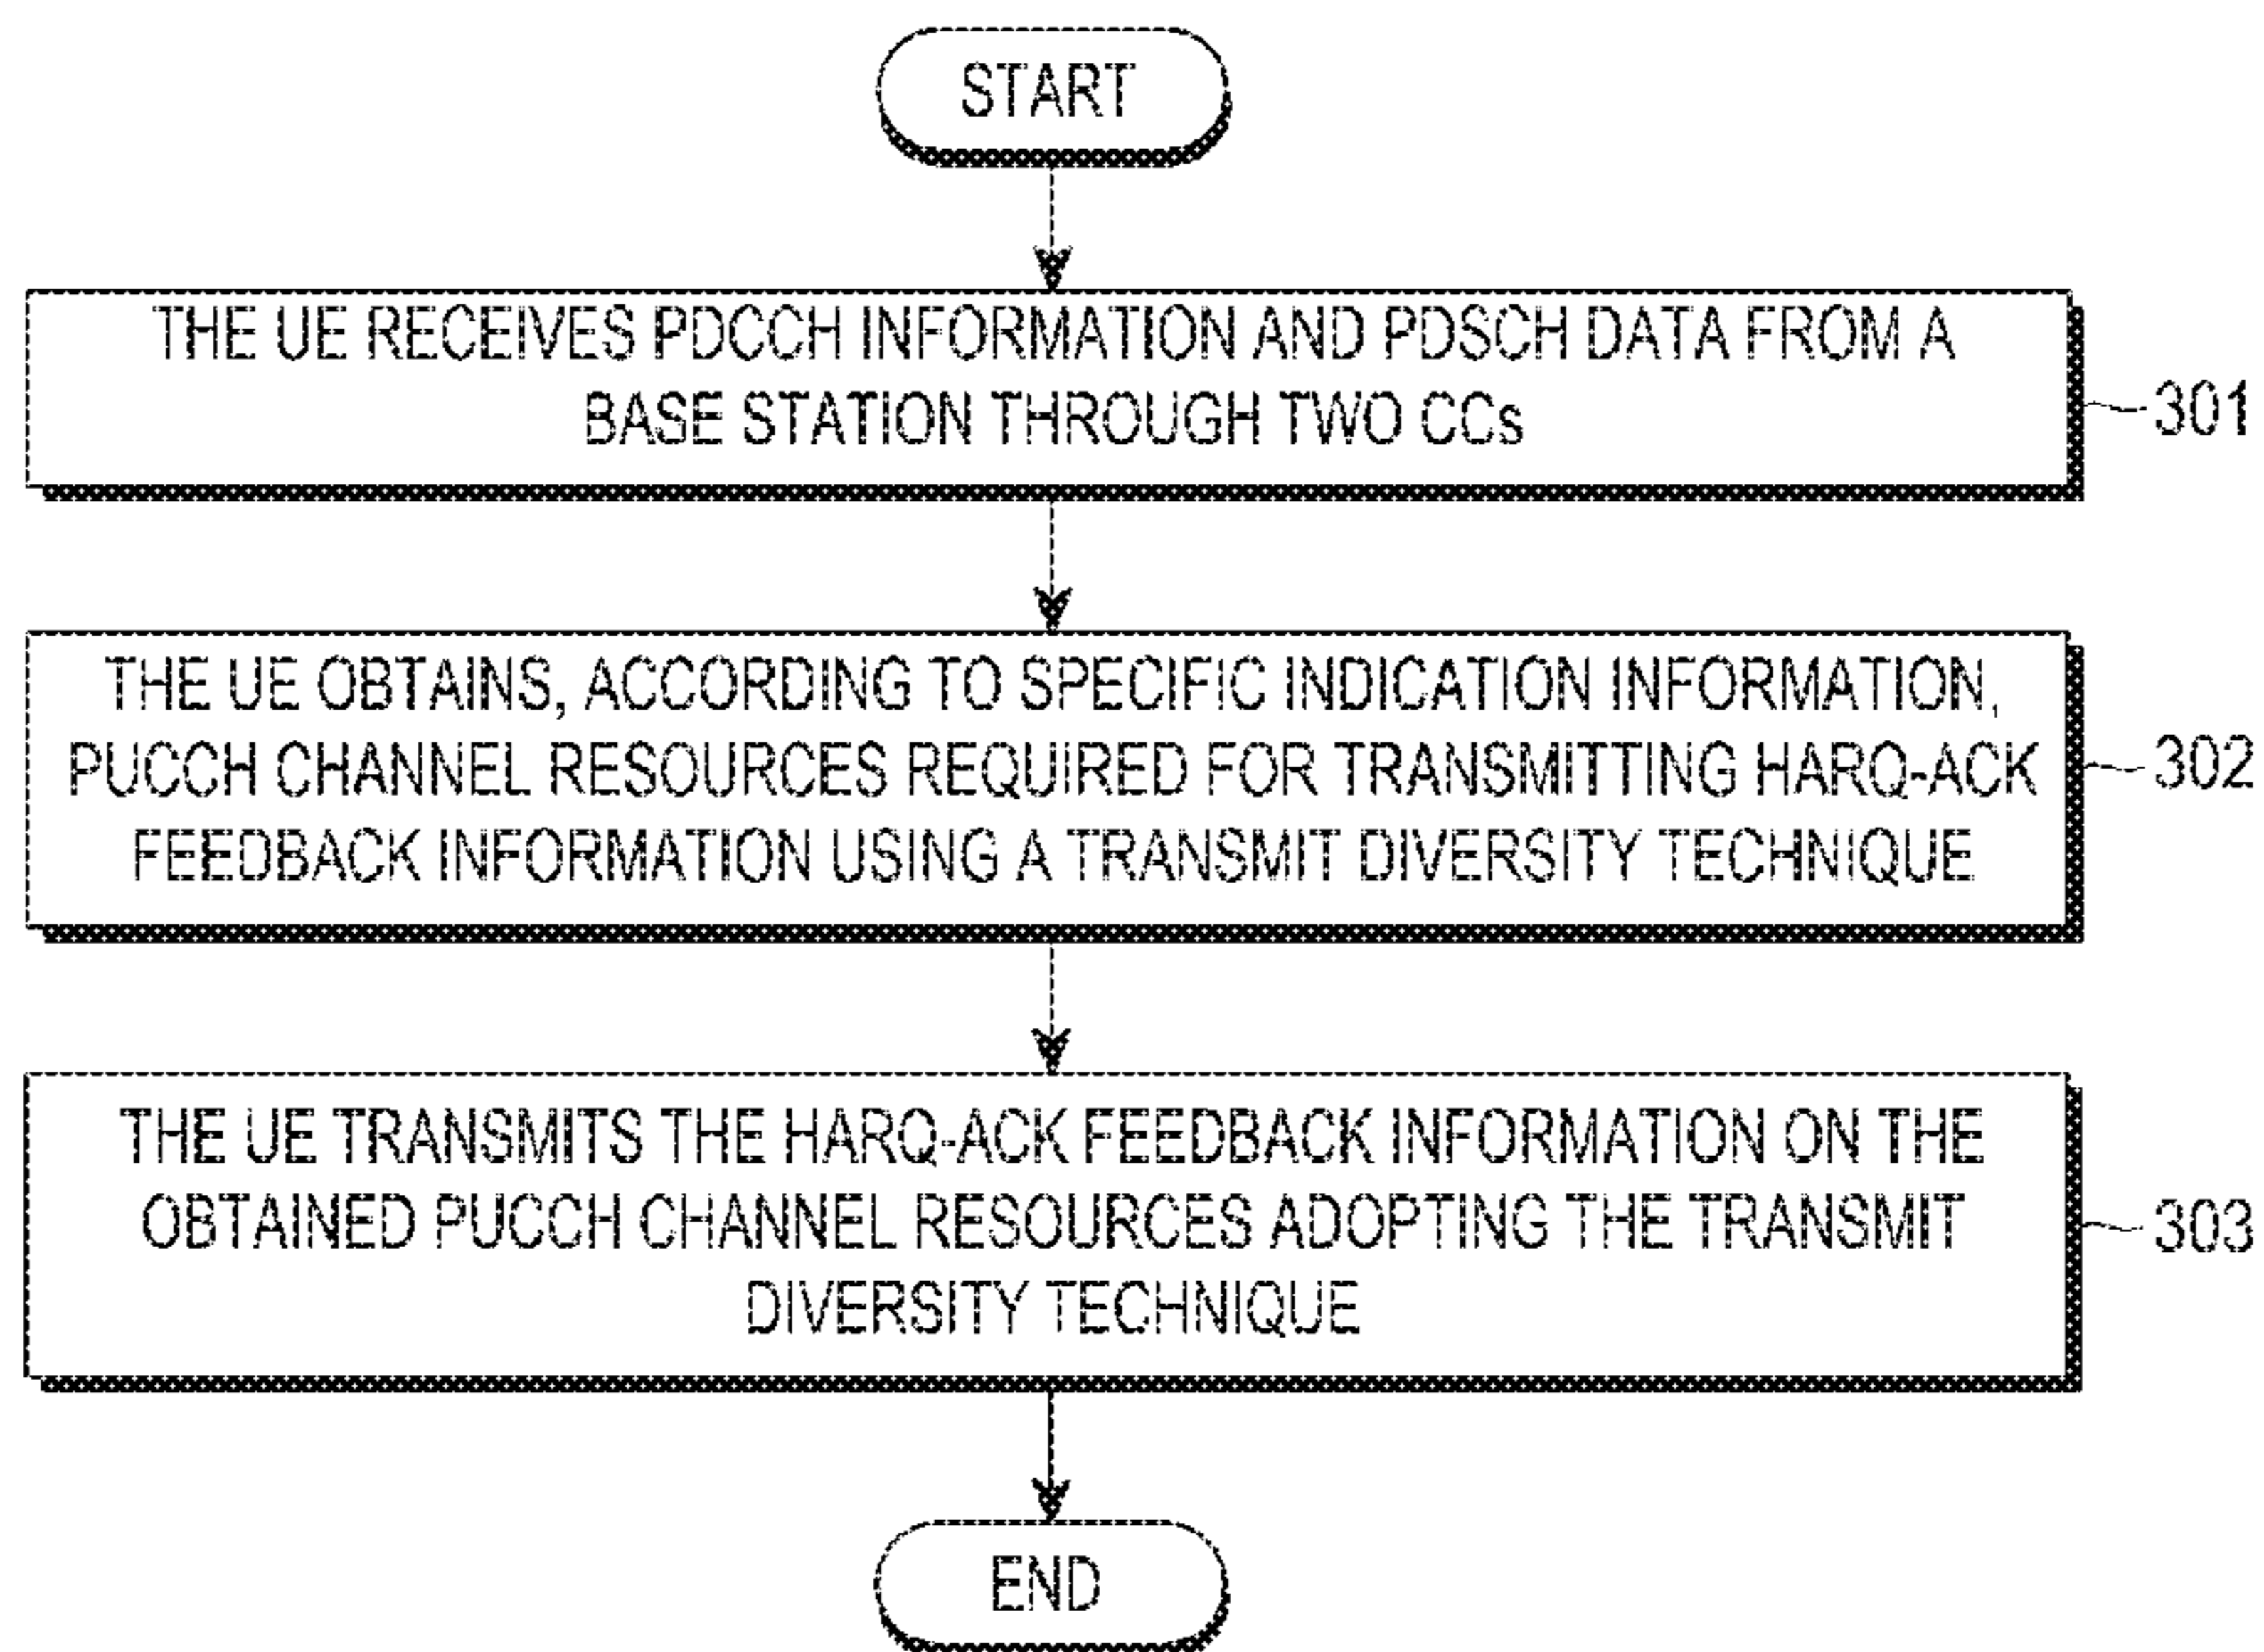 START
THE UE RECEIVES PDCCH INFORMATION AND PDSCH DATA FROM A
BASE STATION THROUGH TWO CCs
301
THE UE OBTAINS, ACCORDING TO SPECIFIC INDICATION INFORMATION,
PUCCH CHANNEL RESOURCES REQUIRED FOR TRANSMITTING HARQ-ACK
FEEDBACK INFORMATION USING A TRANSMIT DIVERSITY TECHNIQUE
302
THE UE TRANSMITS THE HARQ-ACK FEEDBACK INFORMATION ON THE
OBTAINED PUCCH CHANNEL RESOURCES ADOPTING THE TRANSMIT
DIVERSITY TECHNIQUE
303
END